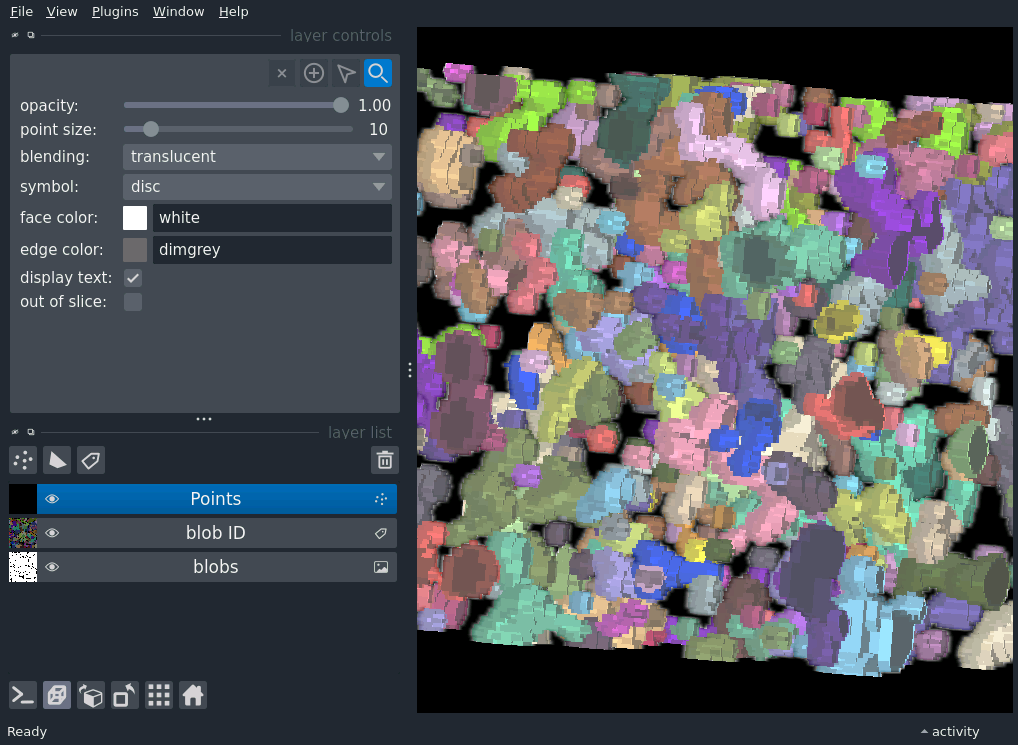 File View Plugins Window Help
layer controls
opacity: 1.00
point size: 10
blending: translucent
symbol: disc
face color: white
edge color: dimgrey
display text:
out of slice:
layer list
Points
blob ID
blobs
Ready activity